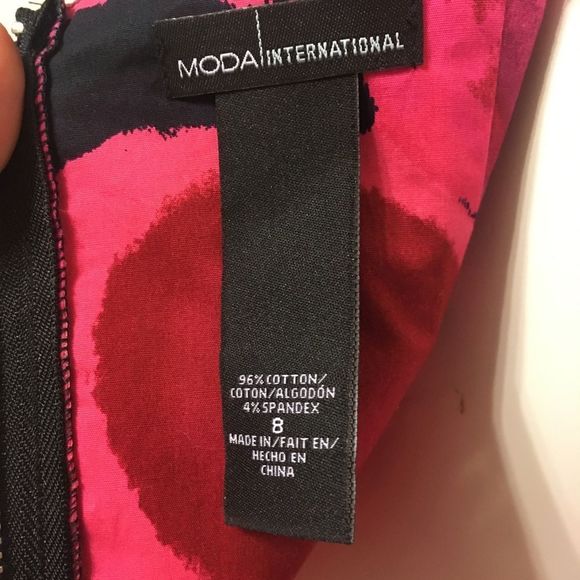 MODA INTERNATIONAL
96% COTTON/
COTON/ALGODÓN
4% SPANDEX
8
MADE IN/FAIT EN/
HECHO EN
CHINA